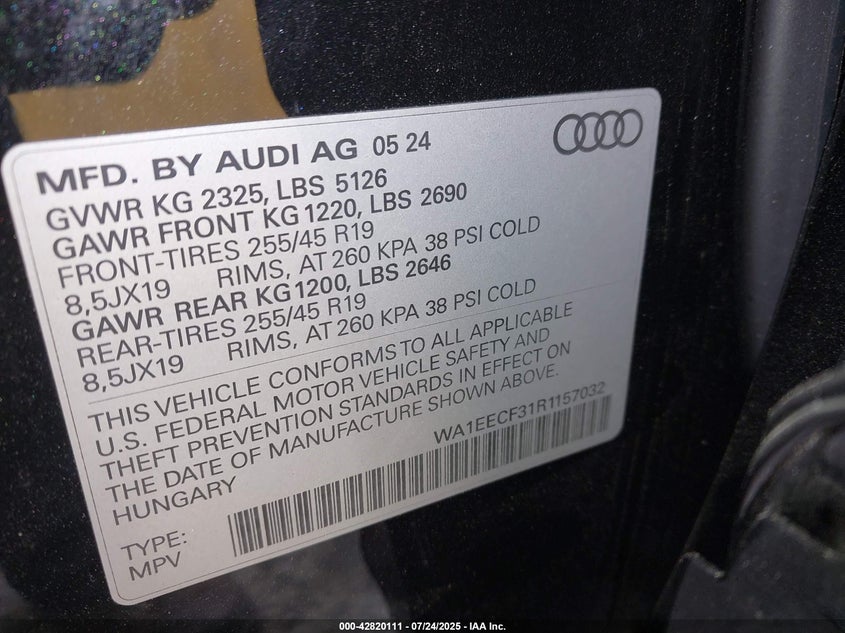 MFD. BY AUDI AG 05 24
GVWR KG 2325, LBS 5126
GAWR FRONT KG 1220, LBS 2690
FRONT-TIRES 255/45 R19
8,5JX19 RIMS, AT 260 KPA 38 PSI COLD
GAWR REAR KG 1200, LBS 2646
REAR-TIRES 255/45 R19
8,5JX19 RIMS, AT 260 KPA 38 PSI COLD
THIS VEHICLE CONFORMS TO ALL APPLICABLE
U.S. FEDERAL MOTOR VEHICLE SAFETY AND
THEFT PREVENTION STANDARDS IN EFFECT ON
THE DATE OF MANUFACTURE SHOWN ABOVE.
HUNGARY WA1EECF31R1157032
TYPE:
MPV
000-42820111 - 07/24/2025 - IAA Inc.